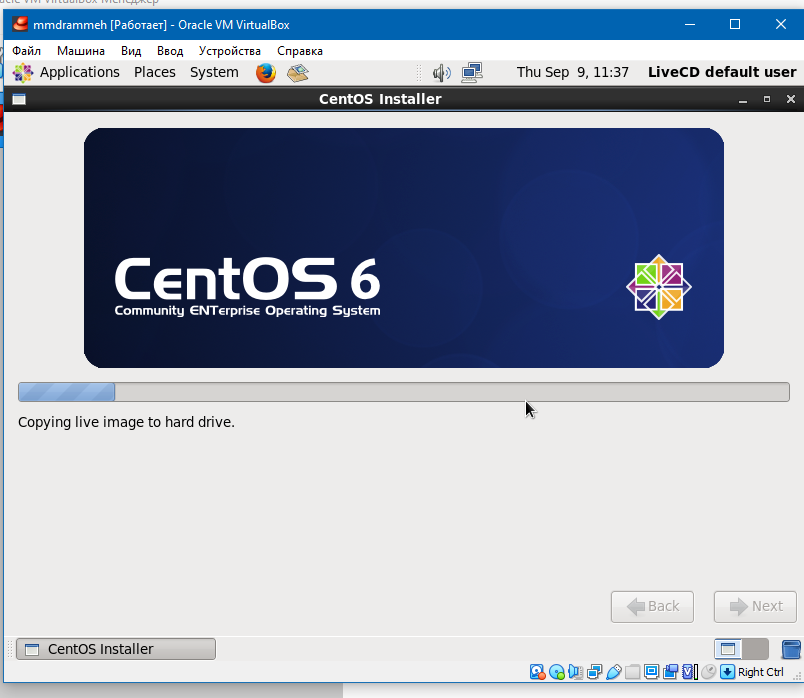 mmdrammeh [Работает] - Oracle VM VirtualBox
Файл Машина Вид Ввод Устройства Справка
Applications Places System Thu Sep 9, 11:37 LiveCD default user
CentOS Installer
CentOS 6
Community ENTerprise Operating System
Copying live image to hard drive.
Back Next
CentOS Installer
Right Ctrl